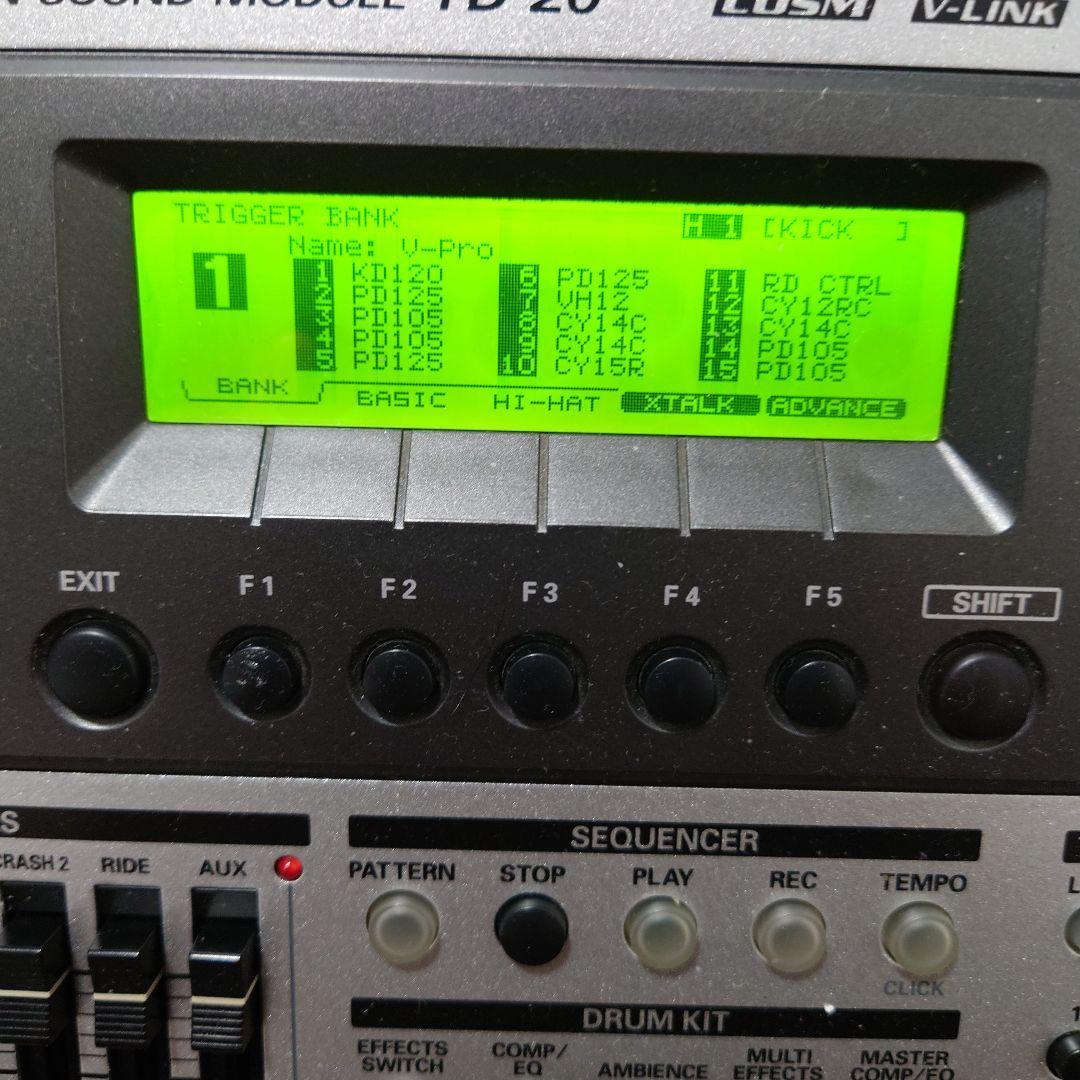 SOUND MODULE TD-20
COSM V-LINK
TRIGGER BANK H 1 [KICK ]
Name: V-Pro
1
1 KD120 6 PD125 11 RD CTRL
2 PD125 7 VH12 12 CY12RC
3 PD105 8 CY14C 13 CY14C
4 PD105 9 CY14C 14 PD105
5 PD125 10 CY15R 15 PD105
BANK BASIC HI-HAT XTALK ADVANCE
EXIT F1 F2 F3 F4 F5 SHIFT
S
SEQUENCER
CRASH 2 RIDE AUX
PATTERN STOP PLAY REC TEMPO
CLICK
DRUM KIT
EFFECTS SWITCH COMP/ EQ AMBIENCE MULTI EFFECTS MASTER COMP/EQ